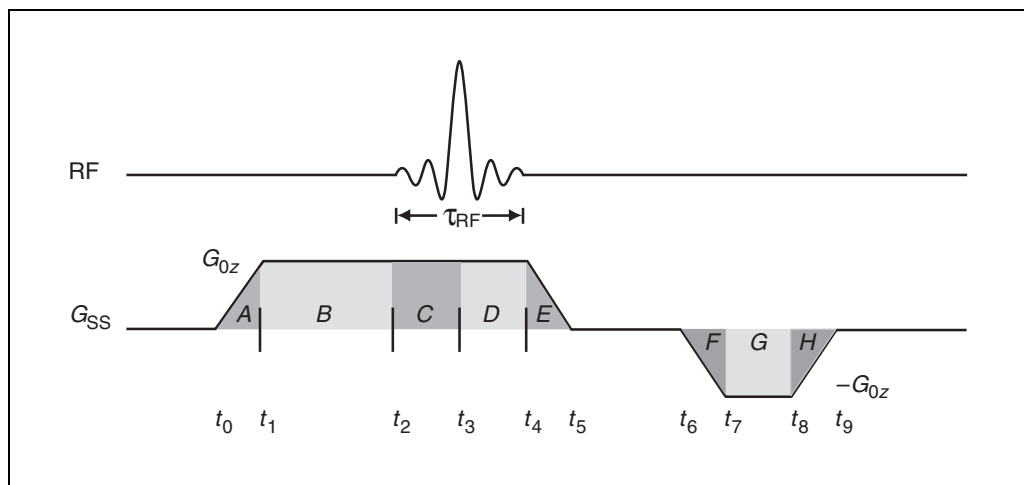 RF
τRF
G0z
GSS
A B C D E F G H
−G0z
t0 t1 t2 t3 t4 t5 t6 t7 t8 t9